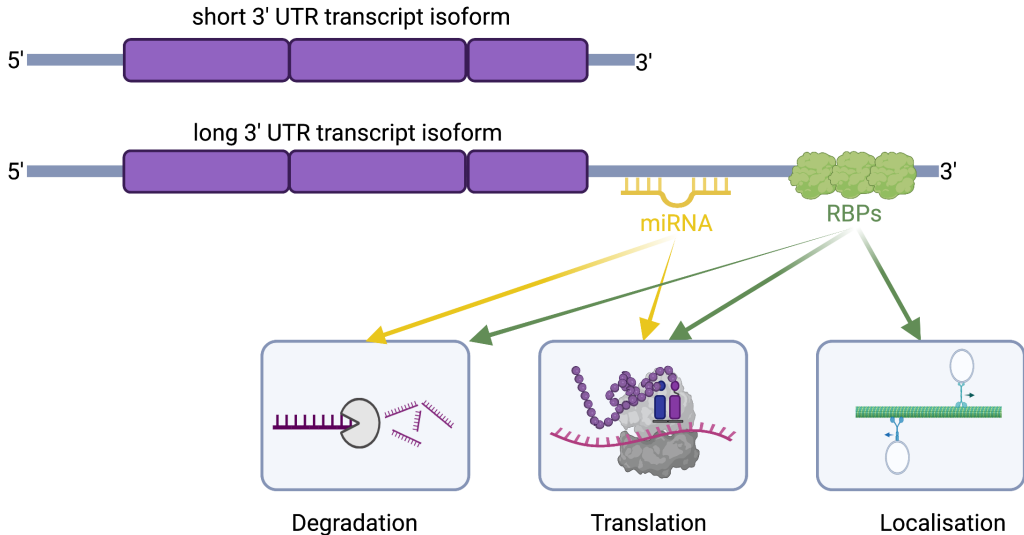 short 3' UTR transcript isoform
5'
3'
long 3' UTR transcript isoform
5'
3'
miRNA
RBPs
Degradation
Translation
Localisation